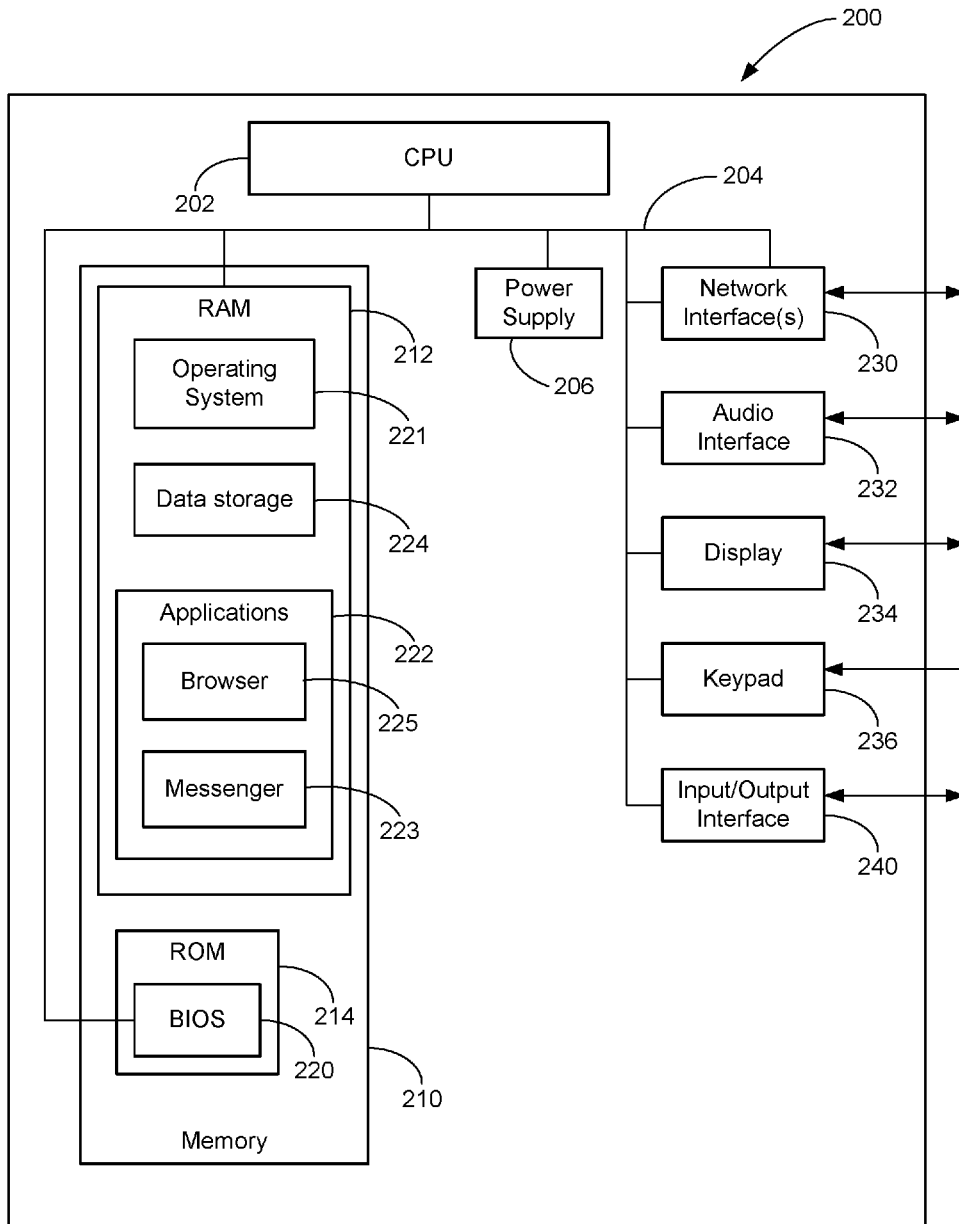 200
CPU
202
204
RAM
212
Operating
System
221
Data storage
224
Applications
222
Browser
225
Messenger
223
ROM
214
BIOS
220
210
Memory
Power
Supply
206
Network
Interface(s)
230
Audio
Interface
232
Display
234
Keypad
236
Input/Output
Interface
240